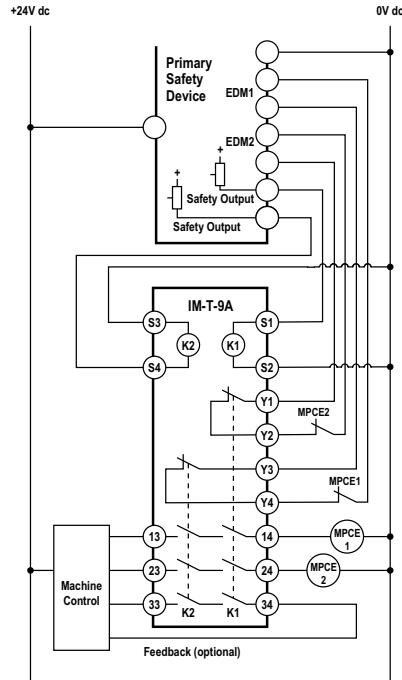 +24V dc
0V dc
Primary
Safety
Device
EDM1
EDM2
+
+
Safety Output
Safety Output
IM-T-9A
S3
S1
K2
K1
S4
S2
Y1
MPCE2
Y2
Y3
MPCE1
Y4
13
14
MPCE
1
23
24
MPCE
2
Machine
Control
33
K2
K1
34
Feedback (optional)